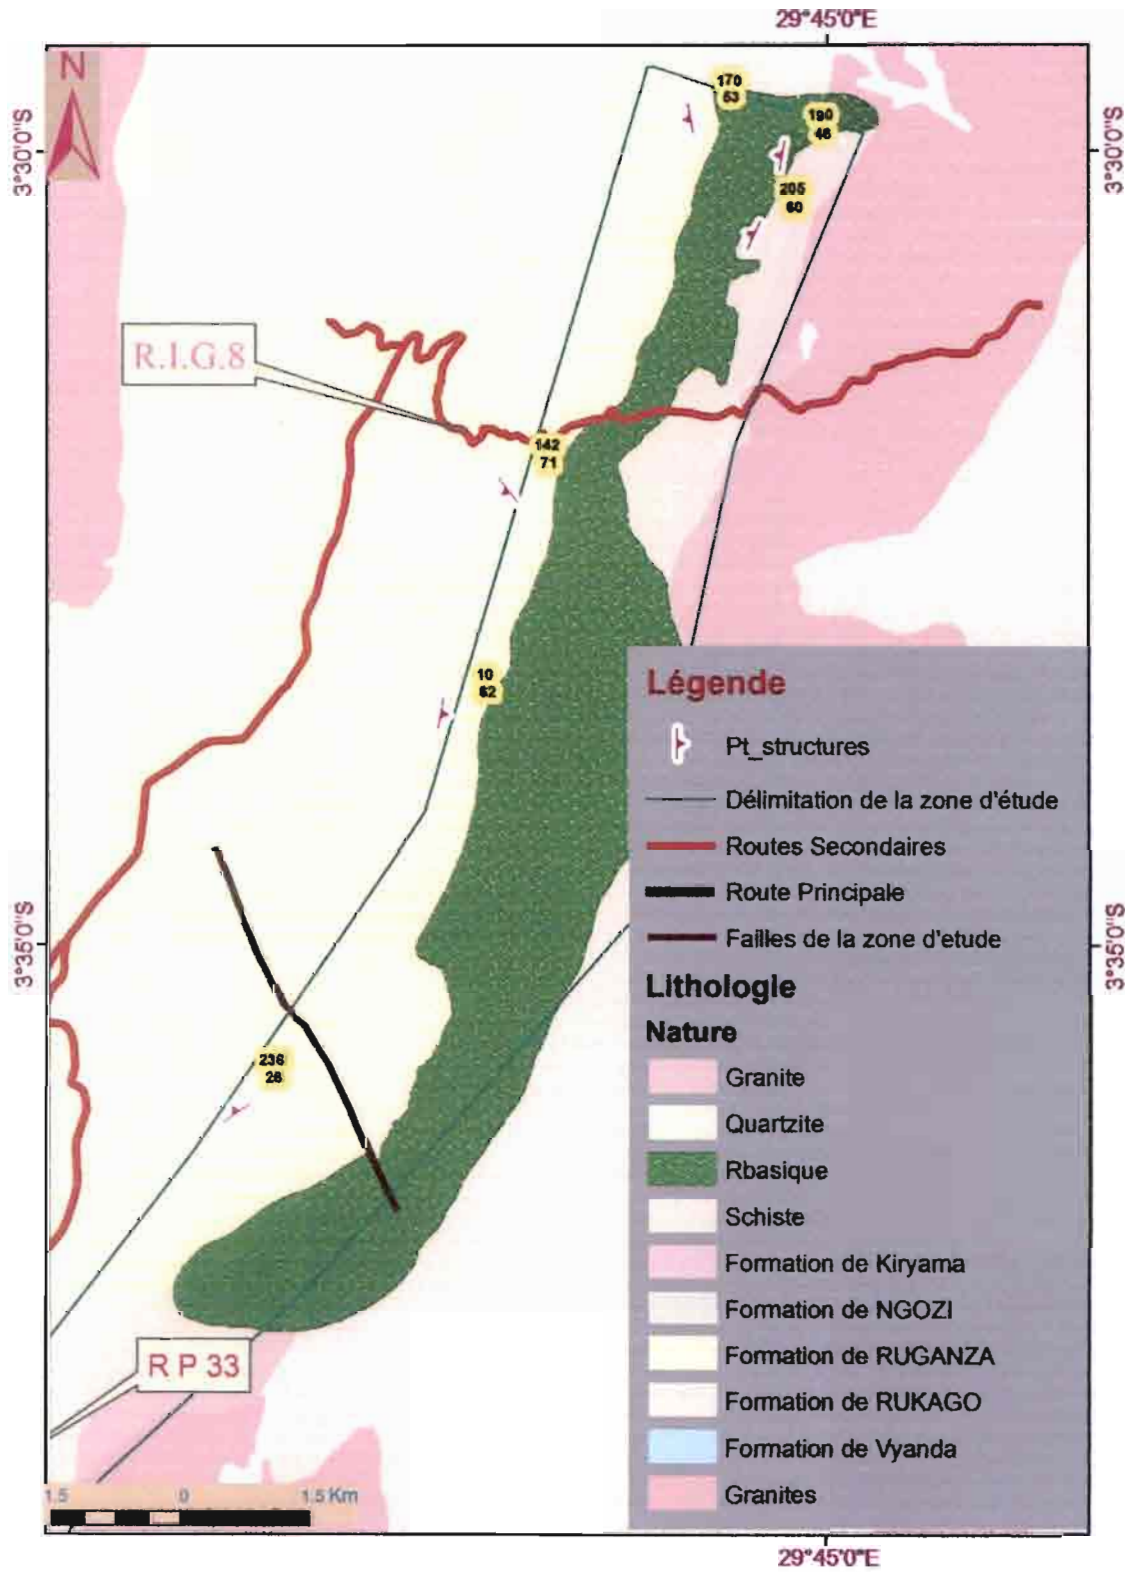 29°45'0"E
N
170
53
190
46
3°30'0"S
3°30'0"S
205
60
R.I.G.8
142
71
10
62
Légende
Pt_structures
Délimitation de la zone d'étude
Routes Secondaires
Route Principale
Failles de la zone d'etude
3°35'0"S
3°35'0"S
Lithologie
Nature
236
26
Granite
Quartzite
Rbasique
Schiste
Formation de Kiryama
Formation de NGOZI
Formation de RUGANZA
R P 33
Formation de RUKAGO
Formation de Vyanda
Granites
1.5 0 1.5 Km
29°45'0"E